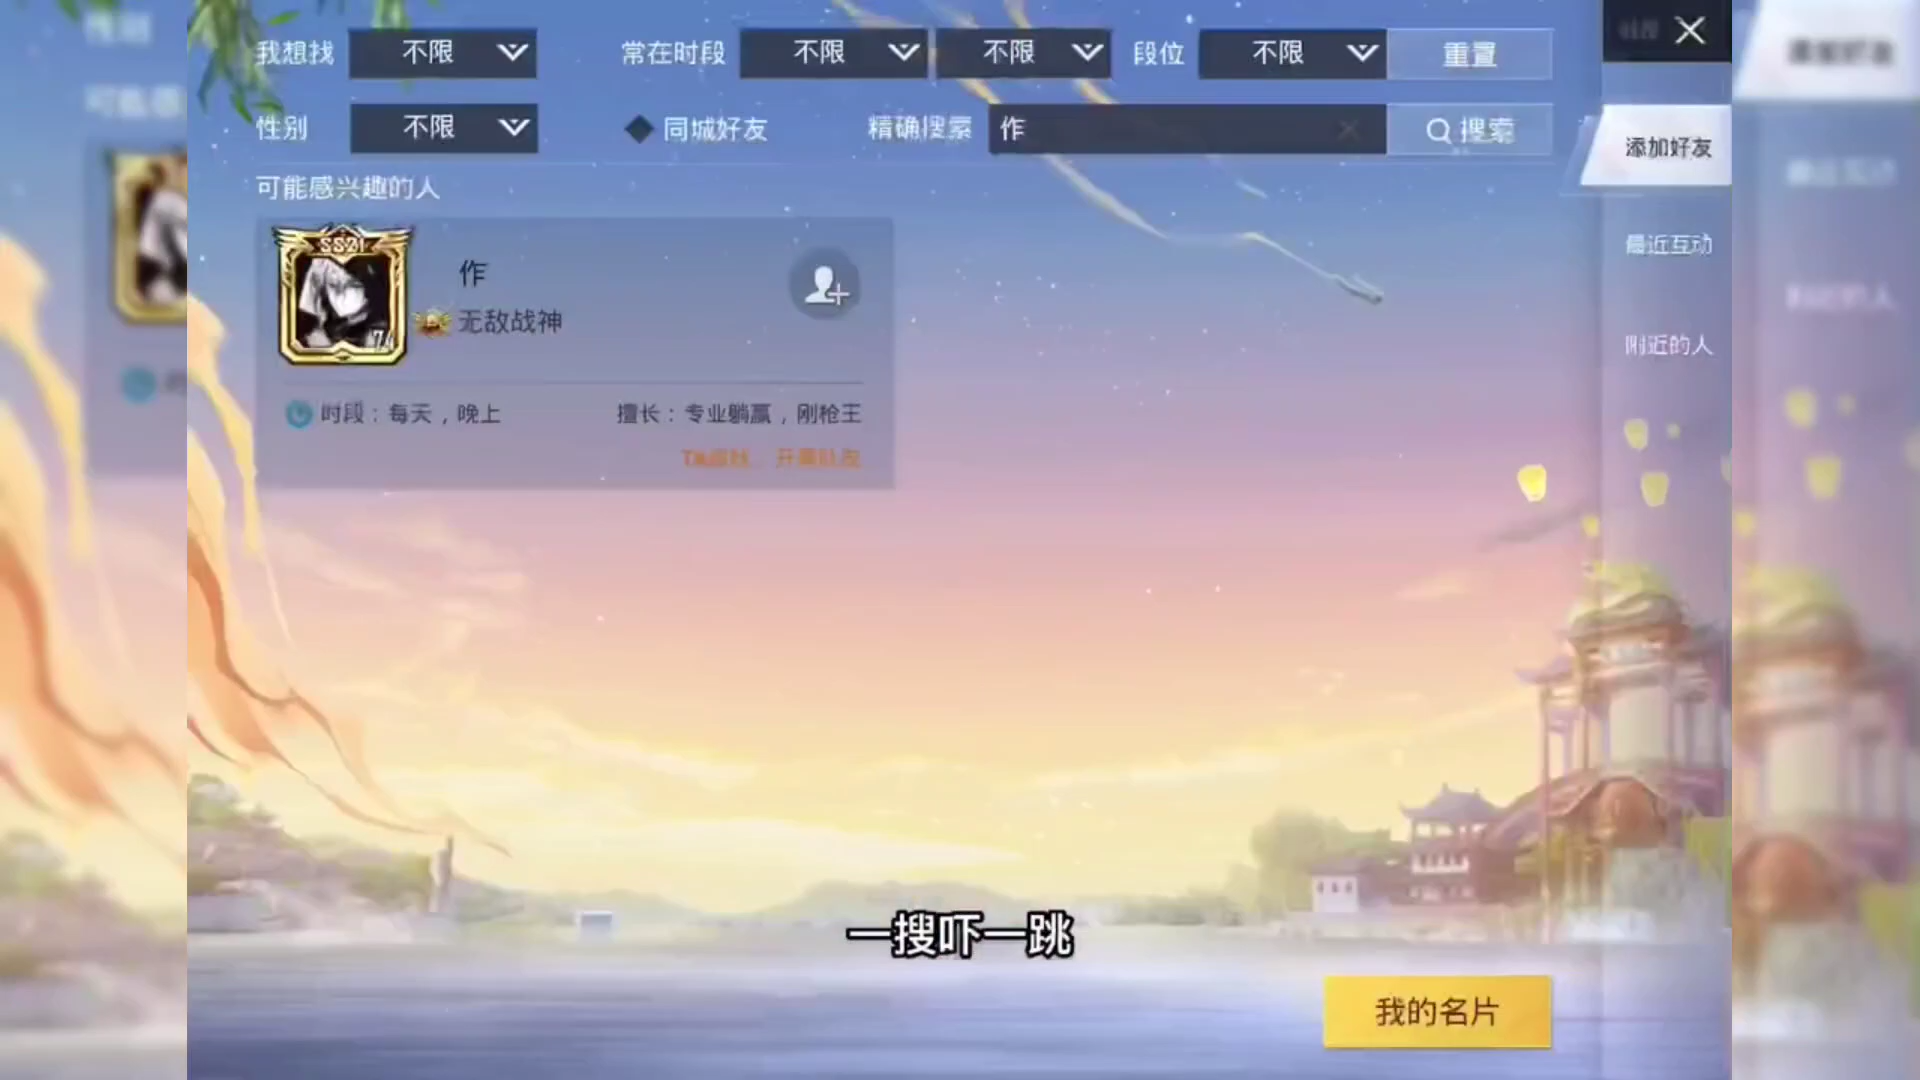 我想找 不限 常在时段 不限 不限 段位 不限 重置
性别 不限 同城好友 精确搜索 作 搜索
可能感兴趣的人
SSZI
作
无敌战神
74
时段：每天，晚上 擅长：专业躺赢，刚枪王
添加好友
最近互动
附近的人
一搜吓一跳
我的名片